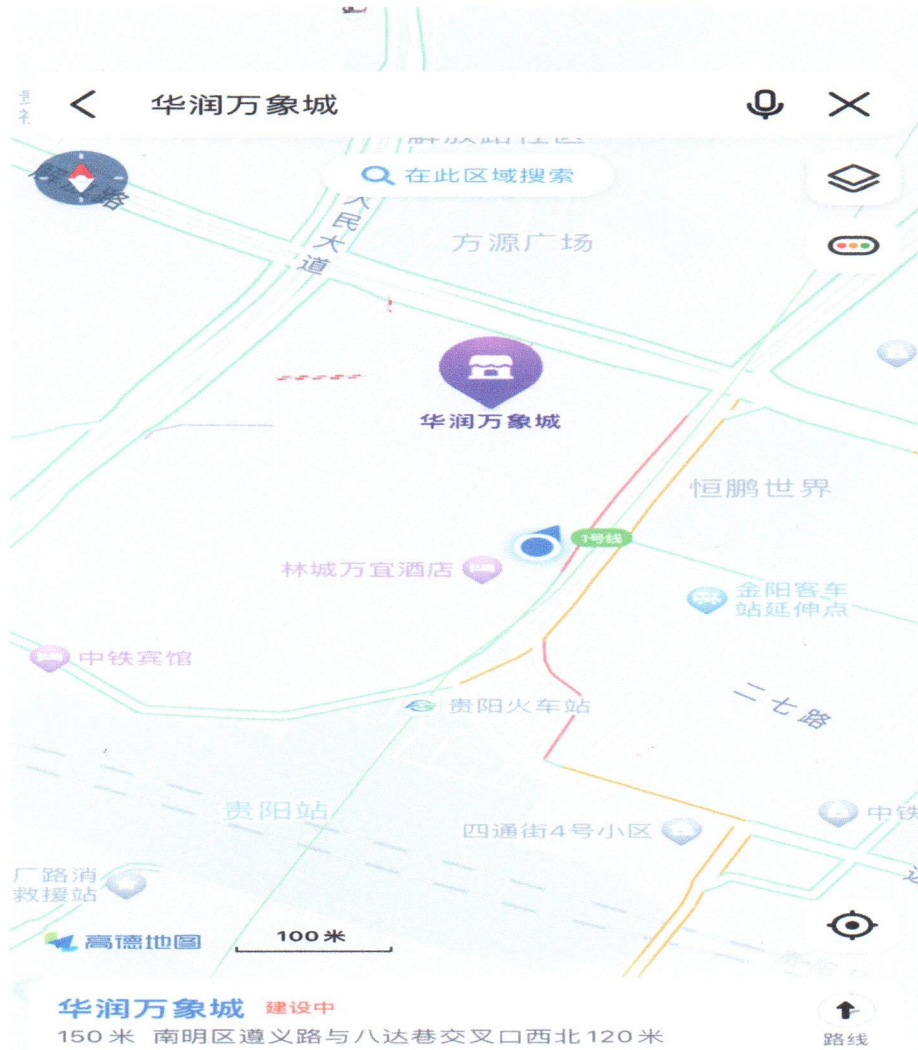 华润万象城
解放路社区
在此区域搜索
解放路
人民大道
方源广场
华润万象城
恒鹏世界
1号线
林城万宜酒店
金阳客车
站延伸点
中铁宾馆
贵阳火车站
二七路
贵阳站
四通街4号小区
中铁
厂路消
救援站
高德地图
100米
华润万象城 建设中
150米 南明区遵义路与八达巷交叉口西北120米
路线